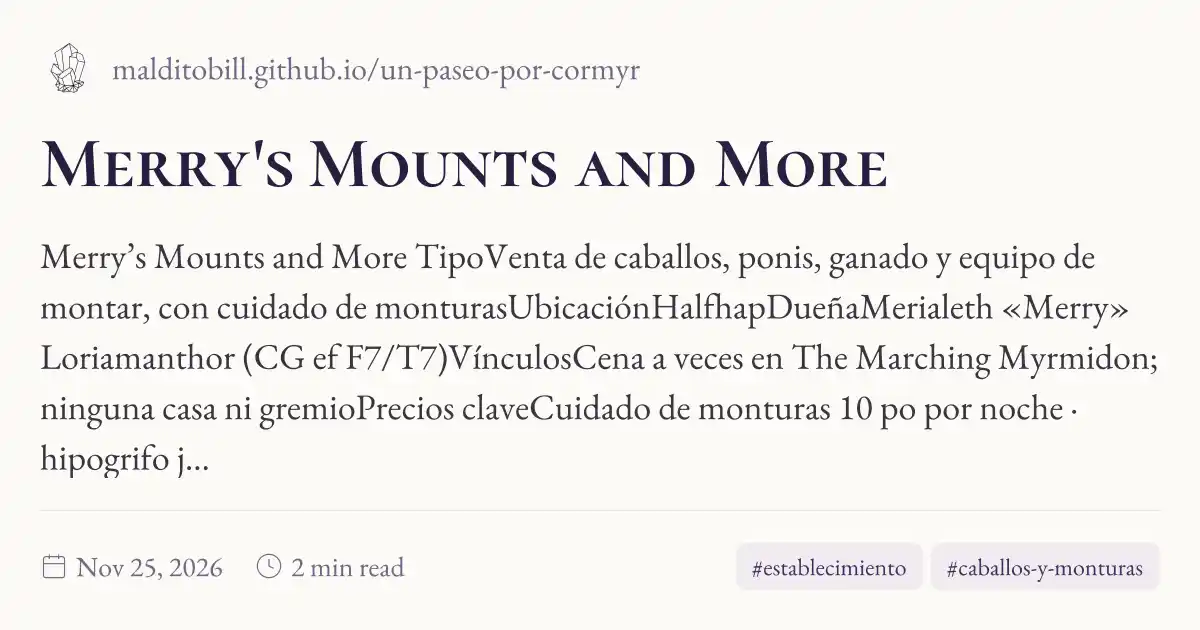 malditobill.github.io/un-paseo-por-cormyr
Merry's Mounts and More
Merry’s Mounts and More TipoVenta de caballos, ponis, ganado y equipo de
montar, con cuidado de monturasUbicaciónHalfhapDueñaMerialeth «Merry»
Loriamanthor (CG ef F7/T7)VínculosCena a veces en The Marching Myrmidon;
ninguna casa ni gremioPrecios claveCuidado de monturas 10 po por noche ·
hipogrifo j...
Nov 25, 2026 2 min read #establecimiento #caballos-y-monturas